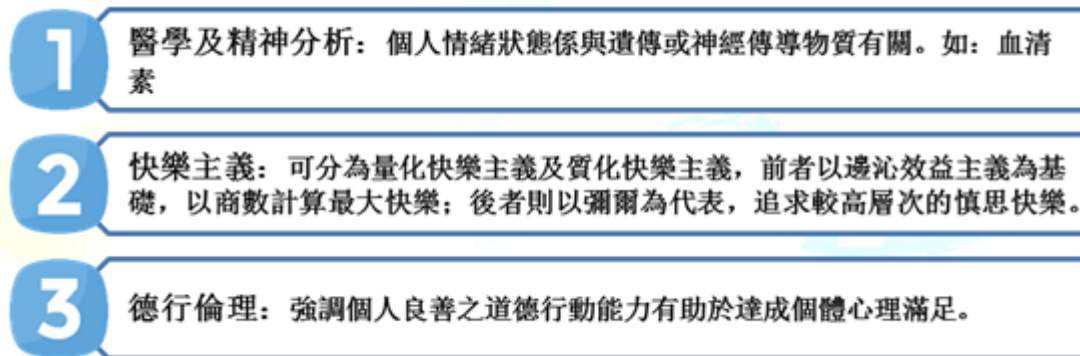 1
醫學及精神分析：個人情緒狀態係與遺傳或神經傳導物質有關。如：血清
素
2
快樂主義：可分為量化快樂主義及質化快樂主義，前者以邊沁效益主義為基
礎，以商數計算最大快樂；後者則以彌爾為代表，追求較高層次的慎思快樂。
3
德行倫理：強調個人良善之道德行動能力有助於達成個體心理滿足。